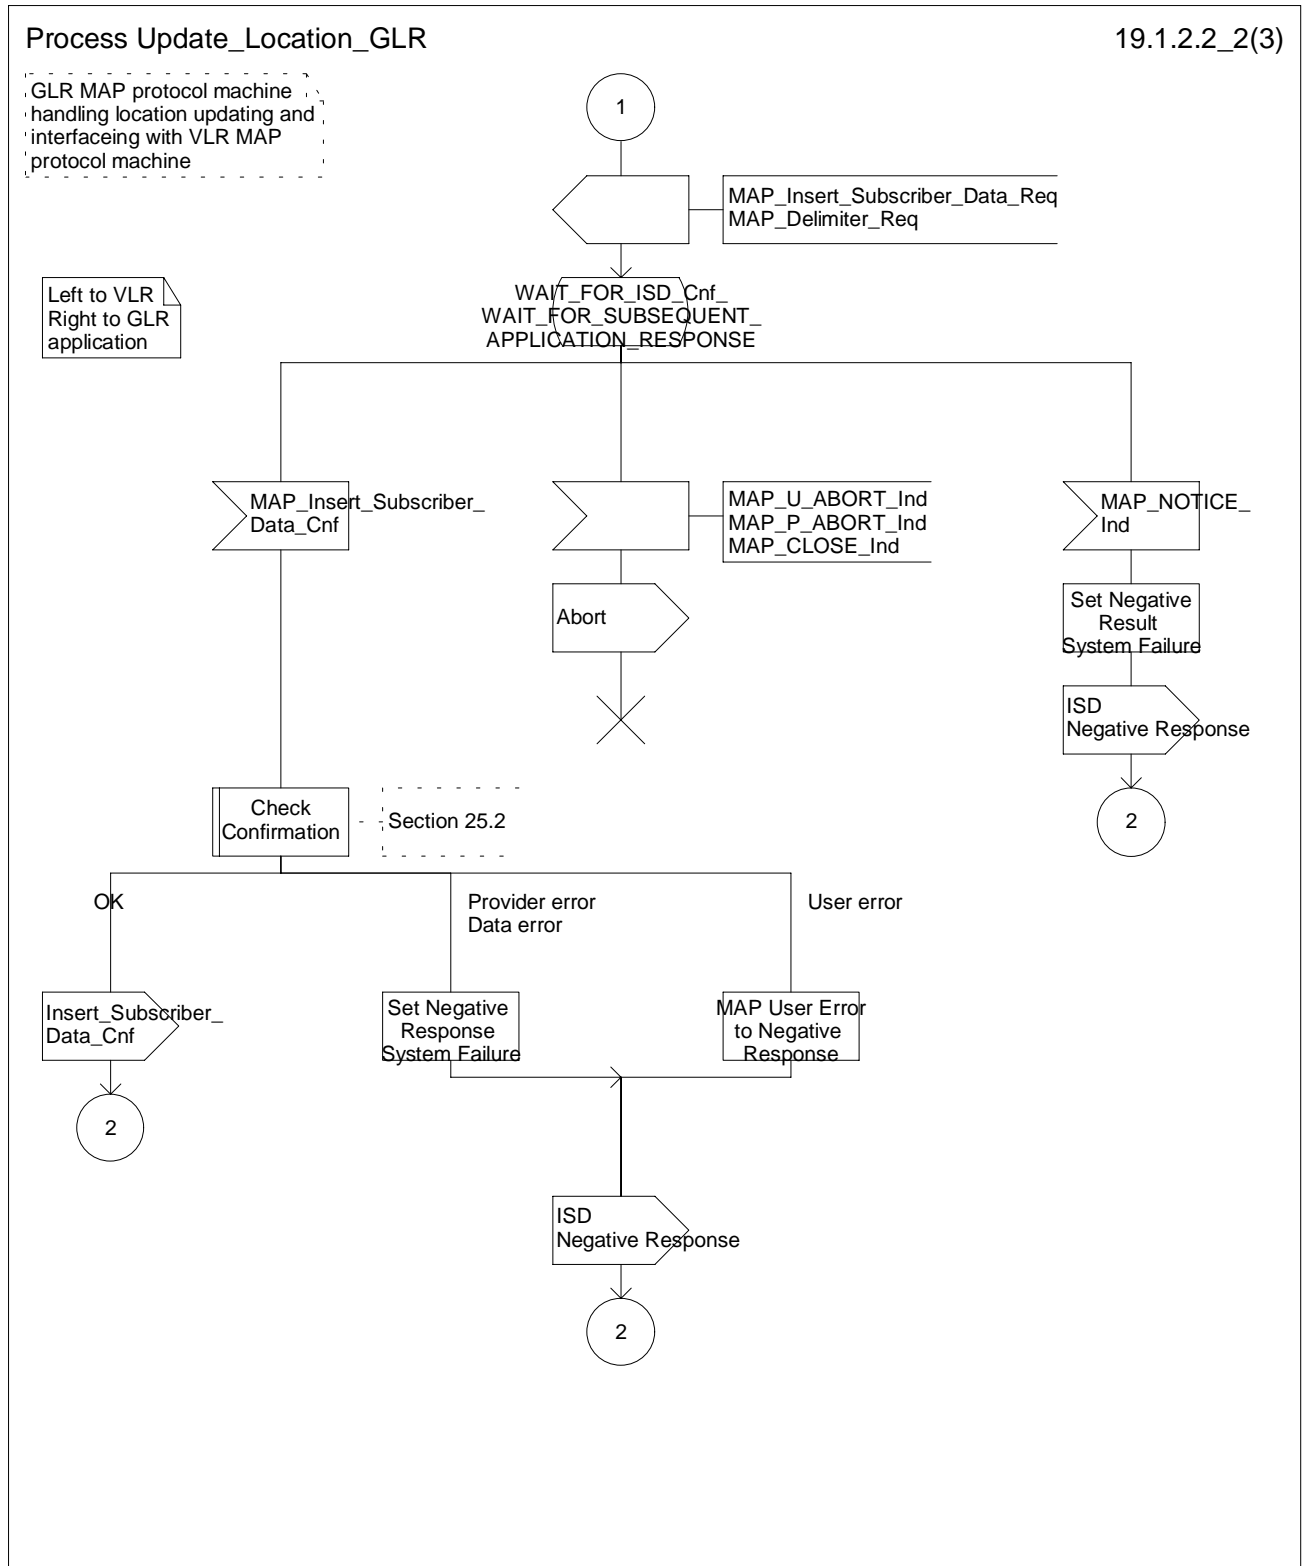 Process Update_Location_GLR
19.1.2.2_2(3)
GLR MAP protocol machine
handling location updating and
interfaceing with VLR MAP
protocol machine
1
MAP_Insert_Subscriber_Data_Req
MAP_Delimiter_Req
Left to VLR
Right to GLR
application
WAIT_FOR_ISD_Cnf_
WAIT_FOR_SUBSEQUENT_
APPLICATION_RESPONSE
MAP_Insert_Subscriber_
Data_Cnf
MAP_U_ABORT_Ind
MAP_P_ABORT_Ind
MAP_CLOSE_Ind
MAP_NOTICE_
Ind
Abort
Set Negative
Result
System Failure
ISD
Negative Response
2
Check
Confirmation
Section 25.2
OK
Provider error
Data error
User error
Insert_Subscriber_
Data_Cnf
Set Negative
Response
System Failure
MAP User Error
to Negative
Response
2
ISD
Negative Response
2